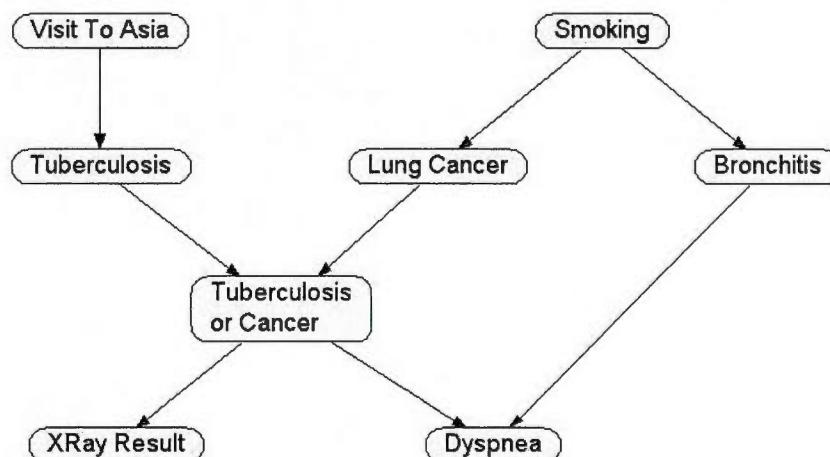 Visit To Asia
Smoking
Tuberculosis
Lung Cancer
Bronchitis
Tuberculosis
or Cancer
XRay Result
Dyspnea